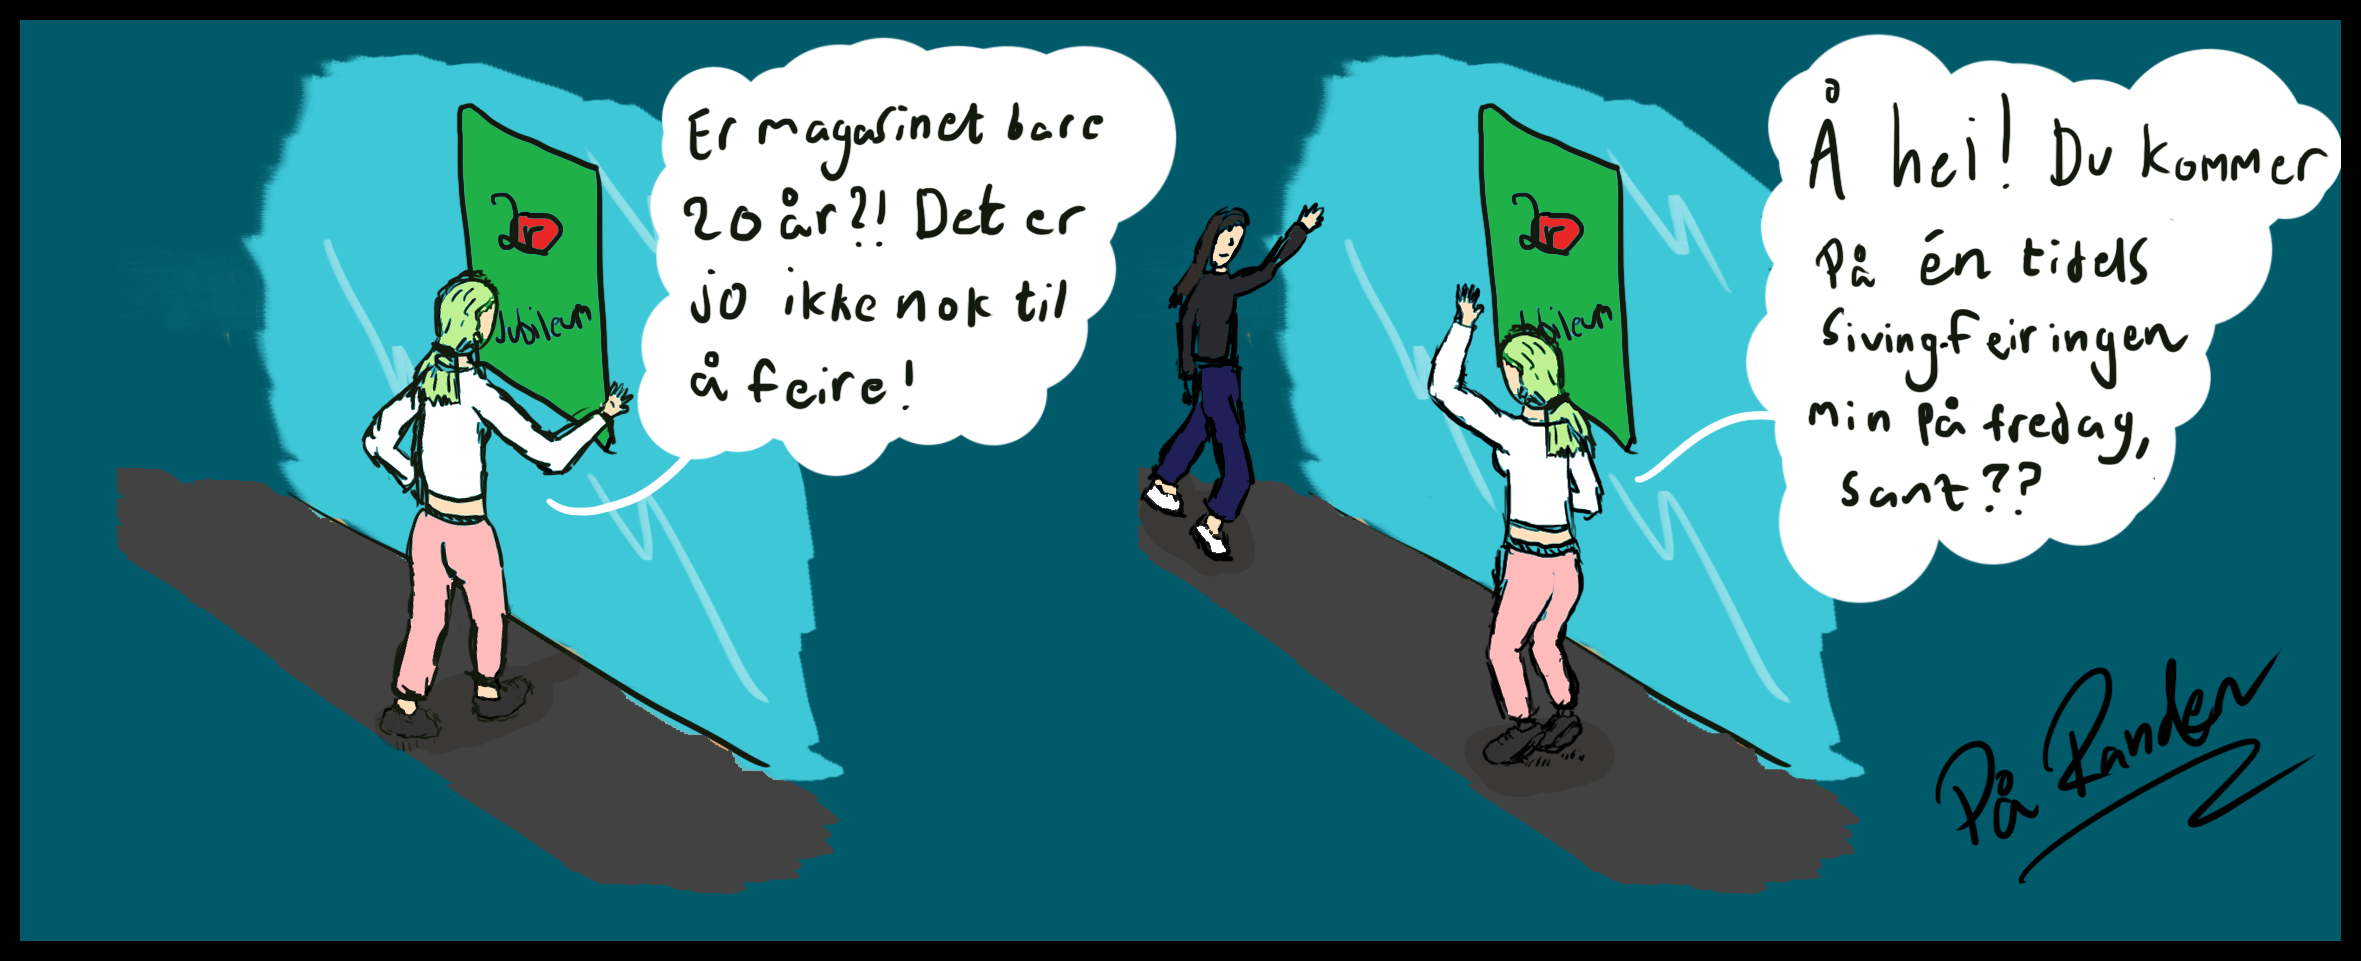 Er magasinet bare
20 år?! Det er
jo ikke nok til
å feire!
Jubileum
Å hei! Du kommer
på én tidels
siving-feiringen
min på fredag,
sant??
Jubileum
På Randen